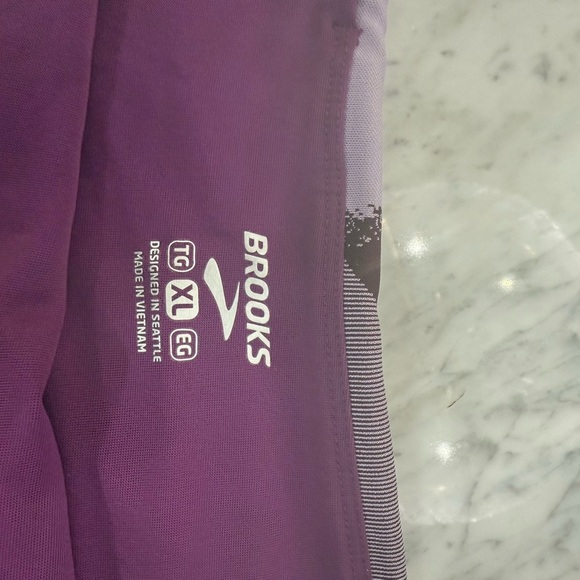 BROOKS
TG XL EG
DESIGNED IN SEATTLE
MADE IN VIETNAM